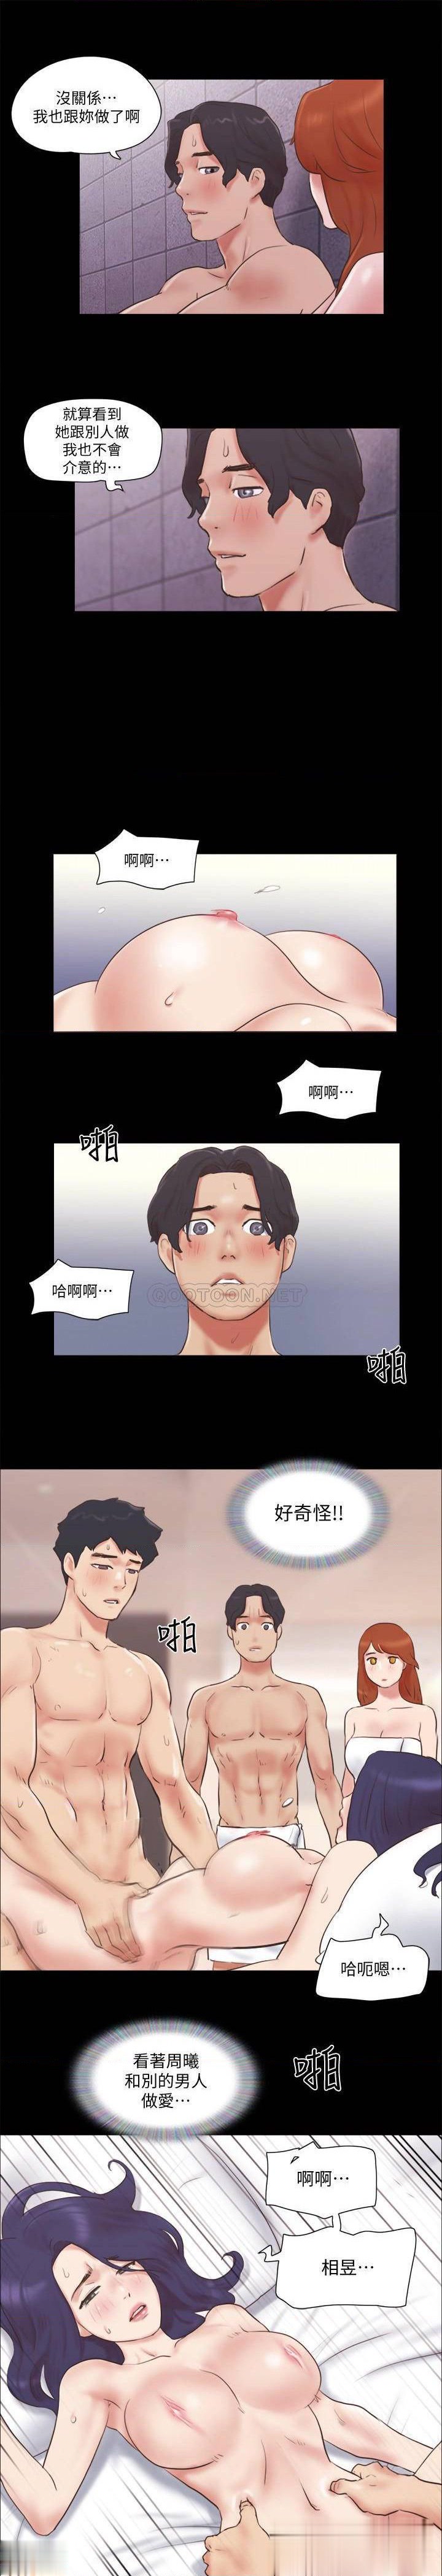 沒關係⋯
我也跟妳做了啊
就算看到
她跟別人做
我也不會
介意的⋯
啊啊⋯
啊啊⋯
啪
哈啊啊⋯
QOOTOON.NET
啪
好奇怪!!
啪
哈呃嗯⋯
看著周曦
和別的男人
做愛⋯
啪
啊啊⋯
相昱⋯